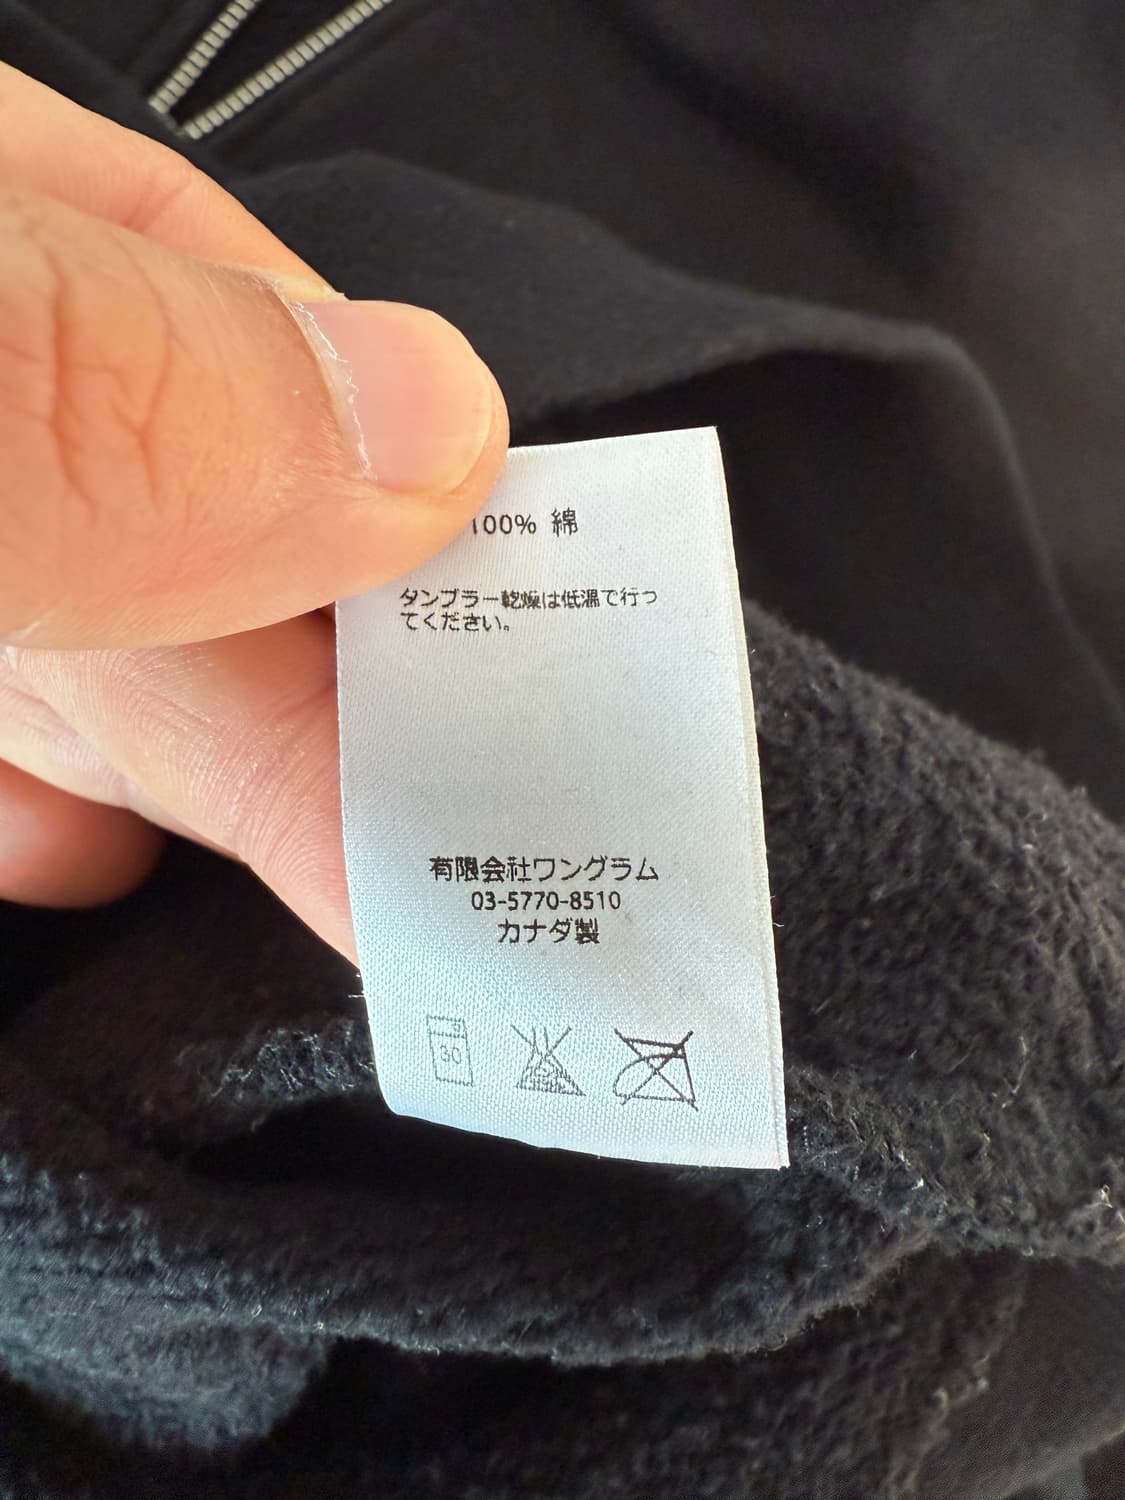 100% 綿
タンブラー乾燥は低温で行っ
てください。
有限会社ワングラム
03-5770-8510
カナダ製
30